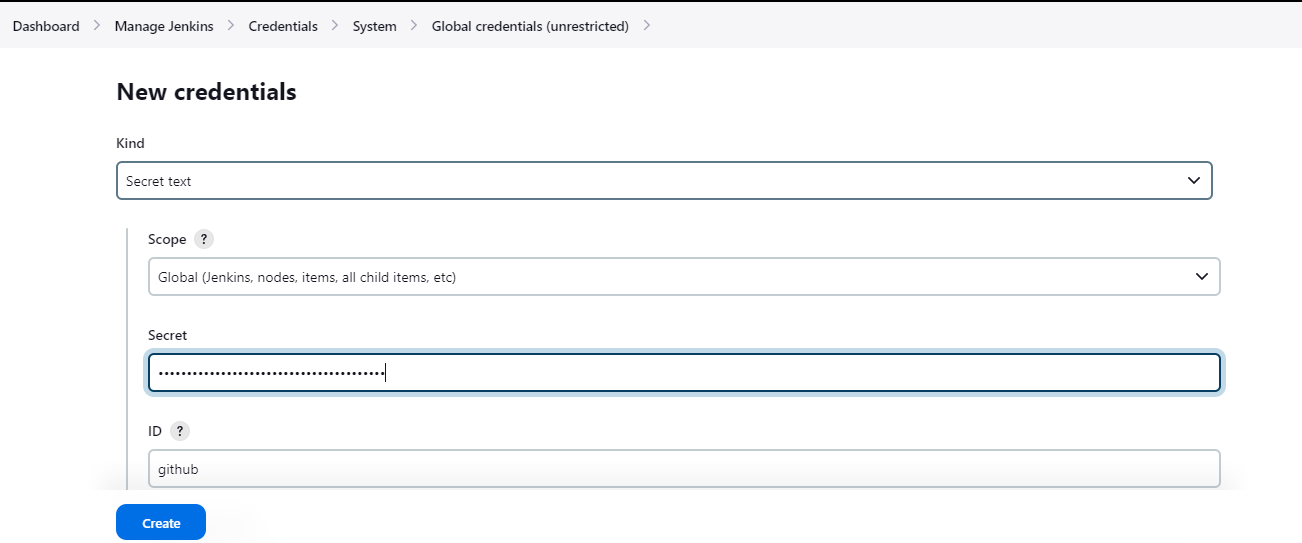 Dashboard > Manage Jenkins > Credentials > System > Global credentials (unrestricted) >
New credentials
Kind
Secret text
Scope ?
Global (Jenkins, nodes, items, all child items, etc)
Secret
••••••••••••••••••••••••••••••••••••••••
ID ?
github
Create